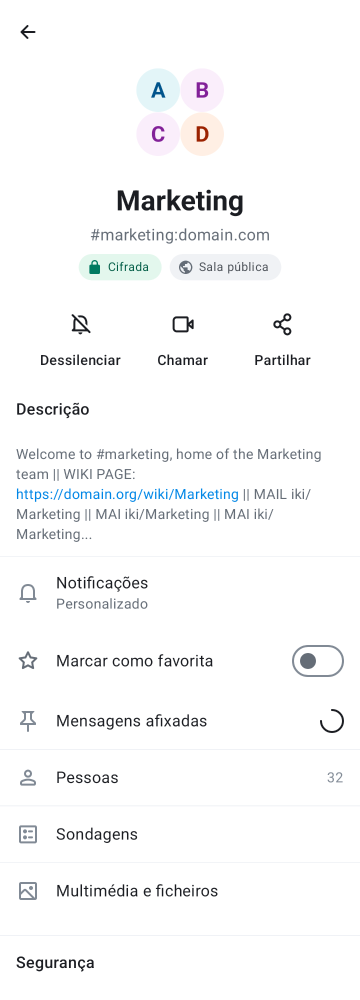 A B
C D
Marketing
#marketing:domain.com
Cifrada Sala pública
Dessilenciar Chamar Partilhar
Descrição
Welcome to #marketing, home of the Marketing
team || WIKI PAGE:
https://domain.org/wiki/Marketing || MAIL iki/
Marketing || MAI iki/Marketing || MAI iki/
Marketing...
Notificações
Personalizado
Marcar como favorita
Mensagens afixadas
Pessoas 32
Sondagens
Multimédia e ficheiros
Segurança